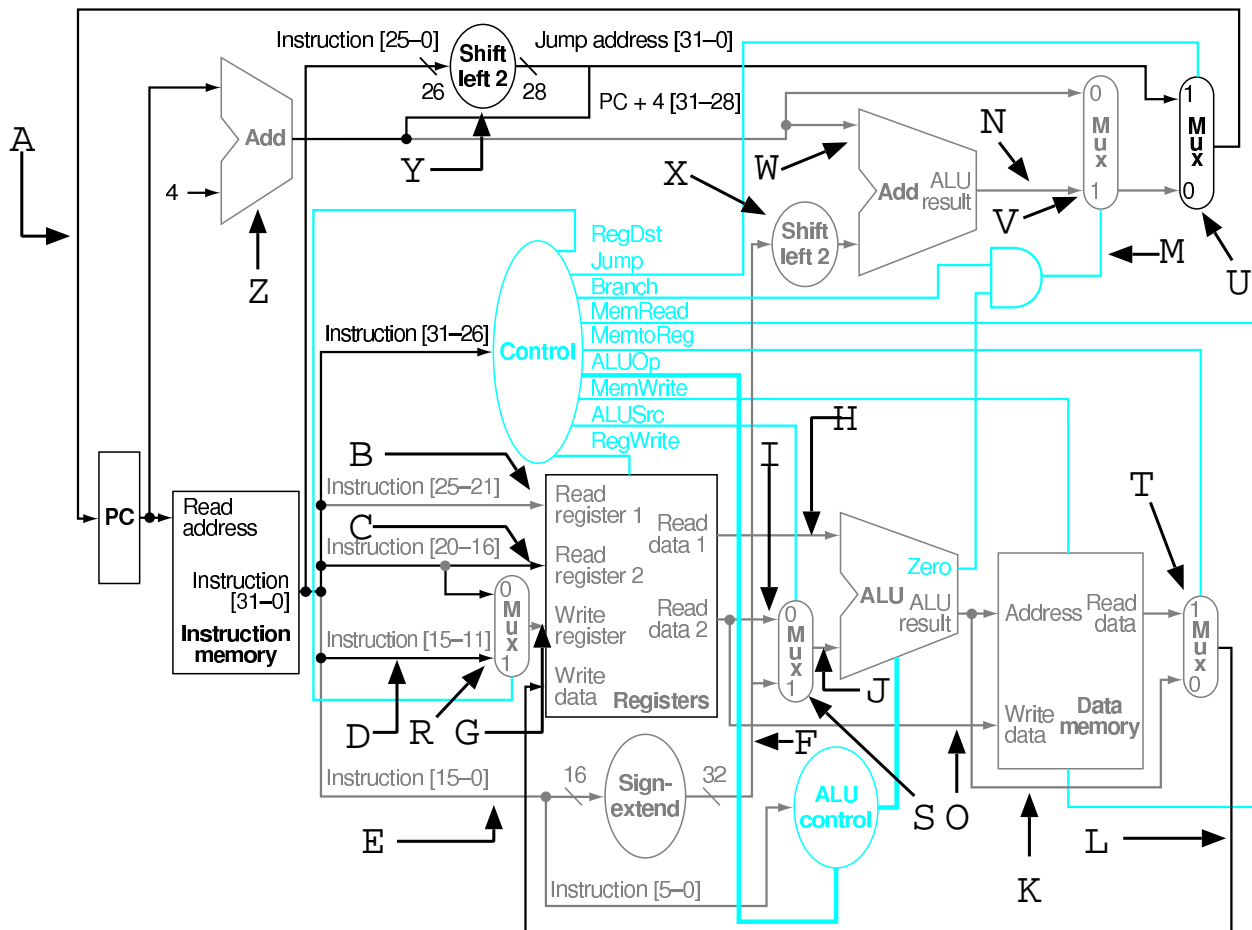 Instruction [25–0]
Shift
left 2
Jump address [31–0]
26
28
PC + 4 [31–28]
A
Add
4
Y
Z
X
W
N
V
M
U
0
Mux
1
1
Mux
0
Add
ALU
result
Shift
left 2
RegDst
Jump
Branch
MemRead
MemtoReg
ALUOp
MemWrite
ALUSrc
RegWrite
Instruction [31–26]
Control
H
I
B
C
T
PC
Read
address
Instruction
[31–0]
Instruction
memory
Instruction [25–21]
Instruction [20–16]
Instruction [15–11]
0
Mux
1
Read
register 1
Read
register 2
Write
register
Write
data
Read
data 1
Read
data 2
Registers
0
Mux
1
Zero
ALU
ALU
result
Address
Read
data
Write
data
Data
memory
1
Mux
0
D
R
G
J
F
S
O
K
L
E
Instruction [15–0]
16
Sign-
extend
32
ALU
control
Instruction [5–0]